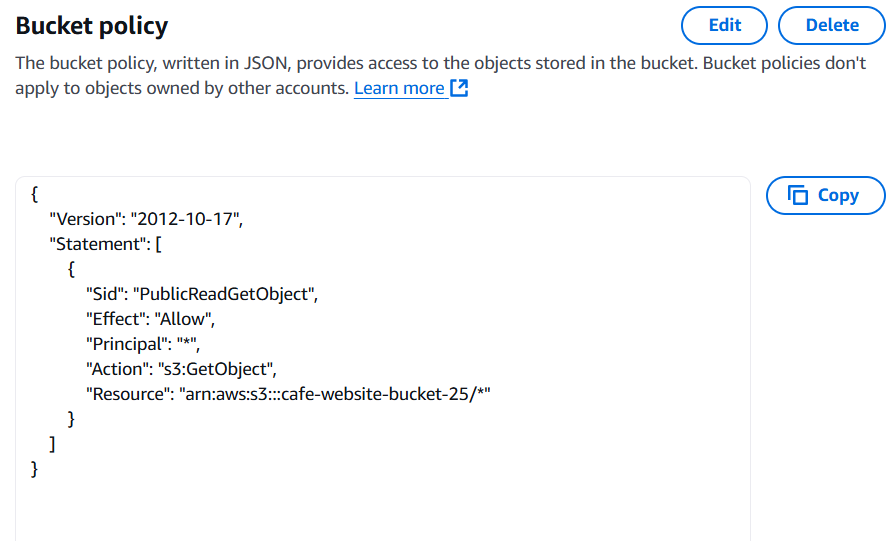 Bucket policy
Edit
Delete
The bucket policy, written in JSON, provides access to the objects stored in the bucket. Bucket policies don't
apply to objects owned by other accounts. Learn more
Copy
{
"Version": "2012-10-17",
"Statement": [
{
"Sid": "PublicReadGetObject",
"Effect": "Allow",
"Principal": "*",
"Action": "s3:GetObject",
"Resource": "arn:aws:s3:::cafe-website-bucket-25/*"
}
]
}